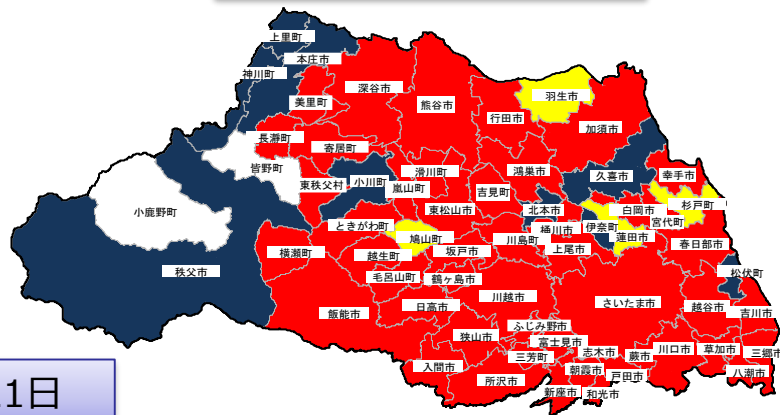 上里町
本庄市
神川町
深谷市
熊谷市
羽生市
美里町
行田市
加須市
長瀞町
寄居町
皆野町
滑川町
鴻巣市
久喜市
幸手市
東秩父村
小川町
嵐山町
吉見町
小鹿野町
東松山市
北本市
白岡市
杉戸町
宮代町
ときがわ町
桶川市
伊奈町
蓮田市
鳩山町
川島町
上尾市
春日部市
横瀬町
越生町
坂戸市
秩父市
毛呂山町
鶴ヶ島市
松伏町
川越市
さいたま市
飯能市
日高市
越谷市
吉川市
ふじみ野市
狭山市
富士見市
三芳町
志木市
蕨市
川口市
草加市
三郷市
入間市
所沢市
朝霞市
戸田市
八潮市
新座市
和光市
1日